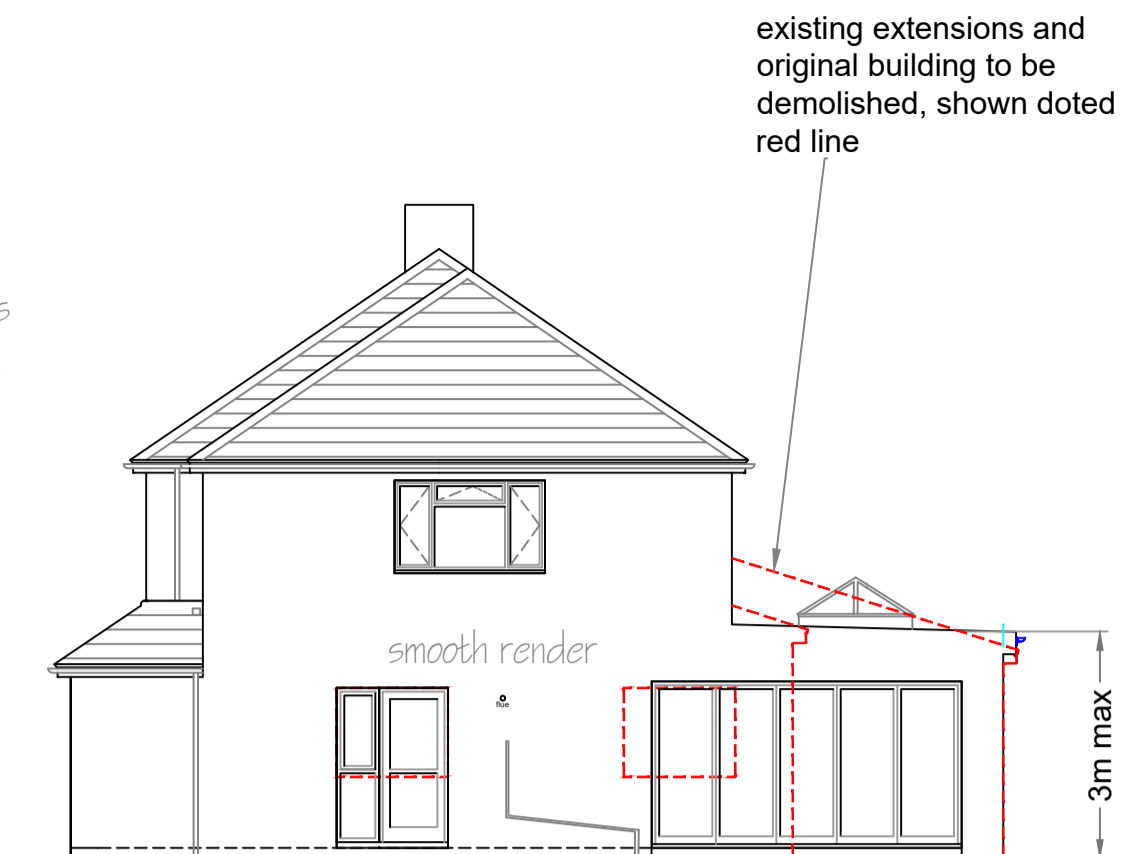 existing extensions and
original building to be
demolished, shown doted
red line
smooth render
flue
3m max